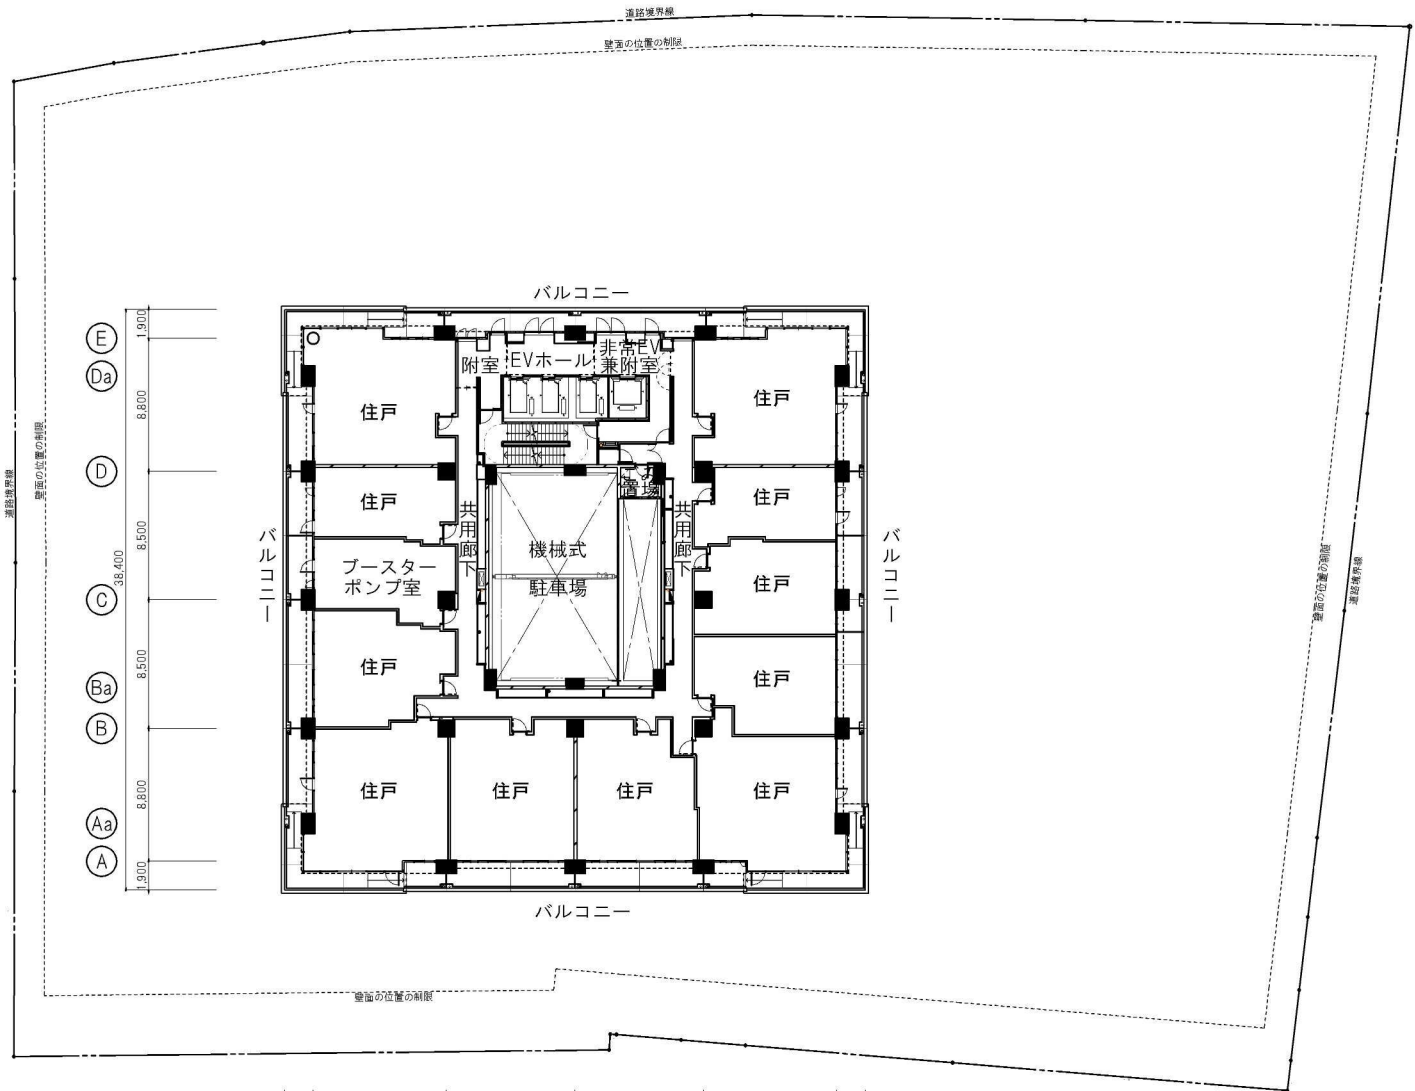 道路境界線
壁面の位置の制限
バルコニー
E
1,900
附室
EVホール
非常EV
兼附室
Da
8,800
住戸
住戸
道路境界線
壁面の位置の制限
D
住戸
置場
住戸
共用廊下
共用廊下
バルコニー
バルコニー
8,500
38,400
機械式
駐車場
ブースター
ポンプ室
住戸
壁面の位置の制限
道路境界線
C
8,500
住戸
住戸
Ba
B
8,800
住戸
住戸
住戸
住戸
Aa
A
1,900
バルコニー
壁面の位置の制限